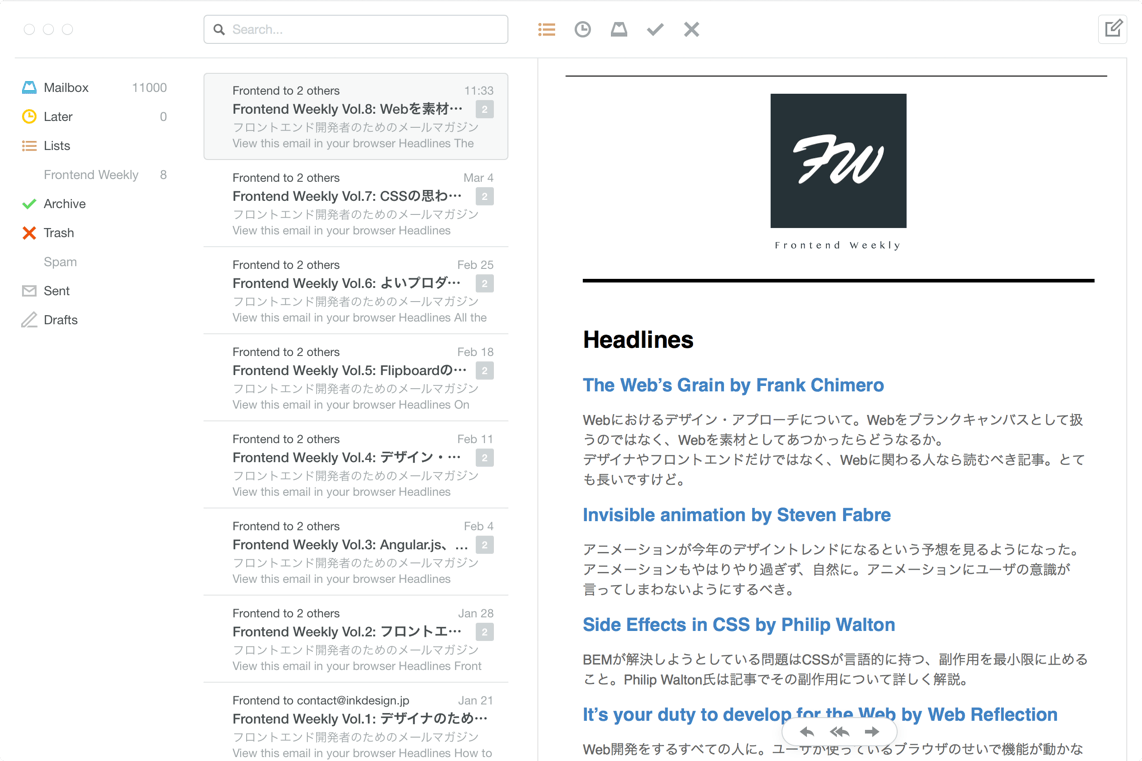 Search...
Mailbox 11000
Later 0
Lists
Frontend Weekly 8
Archive
Trash
Spam
Sent
Drafts
Frontend to 2 others 11:33
Frontend Weekly Vol.8: Webを素材… 2
フロントエンド開発者のためのメールマガジン
View this email in your browser Headlines The
Frontend to 2 others Mar 4
Frontend Weekly Vol.7: CSSの思わ… 2
フロントエンド開発者のためのメールマガジン
View this email in your browser Headlines
Frontend to 2 others Feb 25
Frontend Weekly Vol.6: よいプロダ… 2
フロントエンド開発者のためのメールマガジン
View this email in your browser Headlines All the
Frontend to 2 others Feb 18
Frontend Weekly Vol.5: Flipboardの… 2
フロントエンド開発者のためのメールマガジン
View this email in your browser Headlines On
Frontend to 2 others Feb 11
Frontend Weekly Vol.4: デザイン・… 2
フロントエンド開発者のためのメールマガジン
View this email in your browser Headlines
Frontend to 2 others Feb 4
Frontend Weekly Vol.3: Angular.js、… 2
フロントエンド開発者のためのメールマガジン
View this email in your browser Headlines
Frontend to 2 others Jan 28
Frontend Weekly Vol.2: フロントエ… 2
フロントエンド開発者のためのメールマガジン
View this email in your browser Headlines Front
Frontend to contact@inkdesign.jp Jan 21
Frontend Weekly Vol.1: デザイナのため…
フロントエンド開発者のためのメールマガジン
View this email in your browser Headlines How to
FW
Frontend Weekly
Headlines
The Web's Grain by Frank Chimero
Webにおけるデザイン・アプローチについて。Webをブランクキャンバスとして扱
うのではなく、Webを素材としてあつかったらどうなるか。
デザイナやフロントエンドだけではなく、Webに関わる人なら読むべき記事。とて
も長いですけど。
Invisible animation by Steven Fabre
アニメーションが今年のデザイントレンドになるという予想を見るようになった。
アニメーションもやはりやり過ぎず、自然に。アニメーションにユーザの意識が
言ってしまわないようにするべき。
Side Effects in CSS by Philip Walton
BEMが解決しようとしている問題はCSSが言語的に持つ、副作用を最小限に止める
こと。Philip Walton氏は記事でその副作用について詳しく解説。
It's your duty to develop for the Web by Web Reflection
Web開発をするすべての人に。ユーザが使っているブラウザのせいで機能が動かな